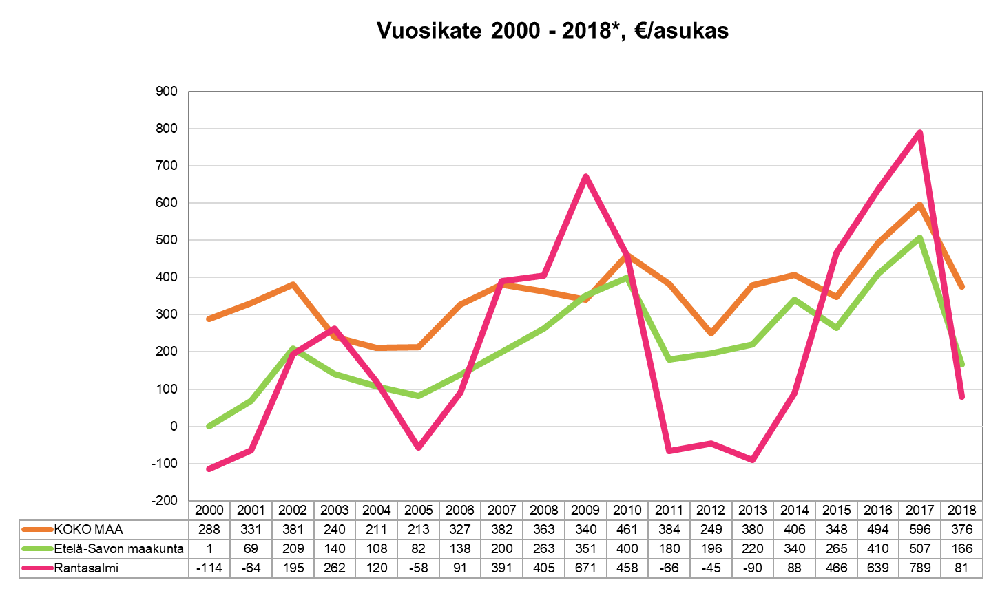 Vuosikate 2000 - 2018*, €/asukas
900
800
700
600
500
400
300
200
100
0
-100
-200
2000 2001 2002 2003 2004 2005 2006 2007 2008 2009 2010 2011 2012 2013 2014 2015 2016 2017 2018
KOKO MAA 288 331 381 240 211 213 327 382 363 340 461 384 249 380 406 348 494 596 376
Etelä-Savon maakunta 1 69 209 140 108 82 138 200 263 351 400 180 196 220 340 265 410 507 166
Rantasalmi -114 -64 195 262 120 -58 91 391 405 671 458 -66 -45 -90 88 466 639 789 81